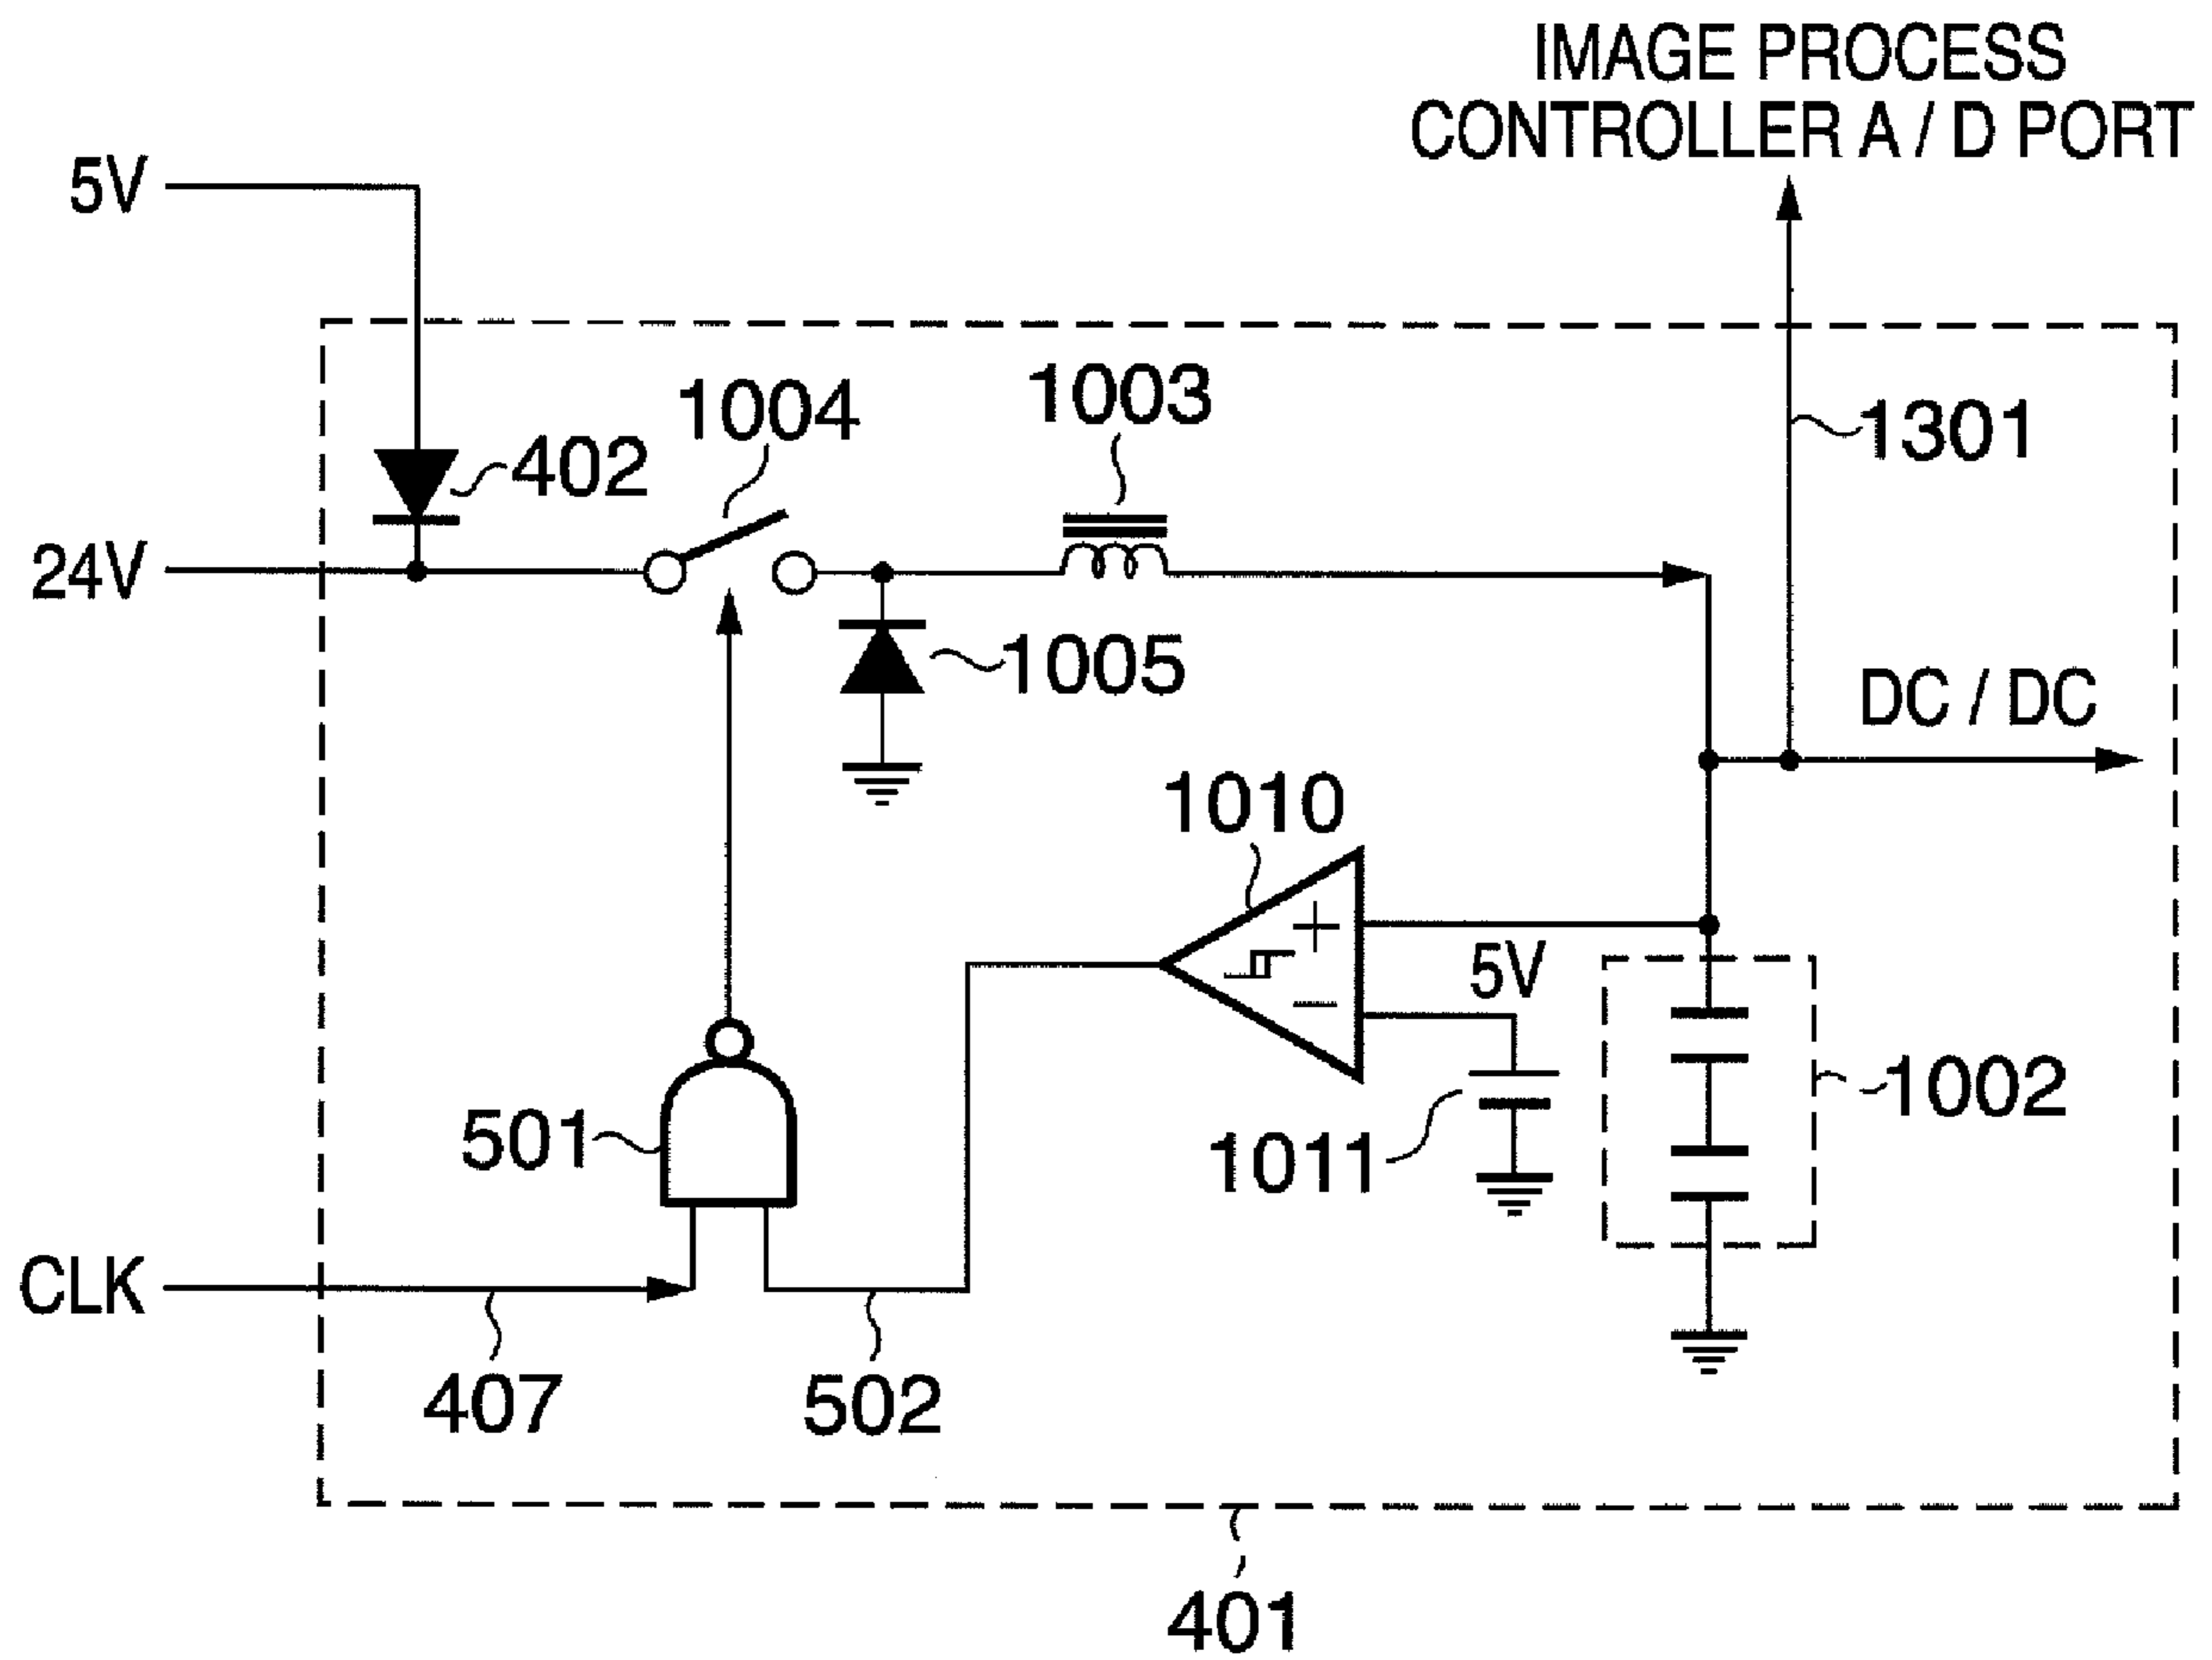 IMAGE PROCESS
CONTROLLER A / D PORT
5V
1004
1003
402
1301
24V
1005
DC / DC
1010
+
5V
−
1002
501
1011
CLK
407
502
401